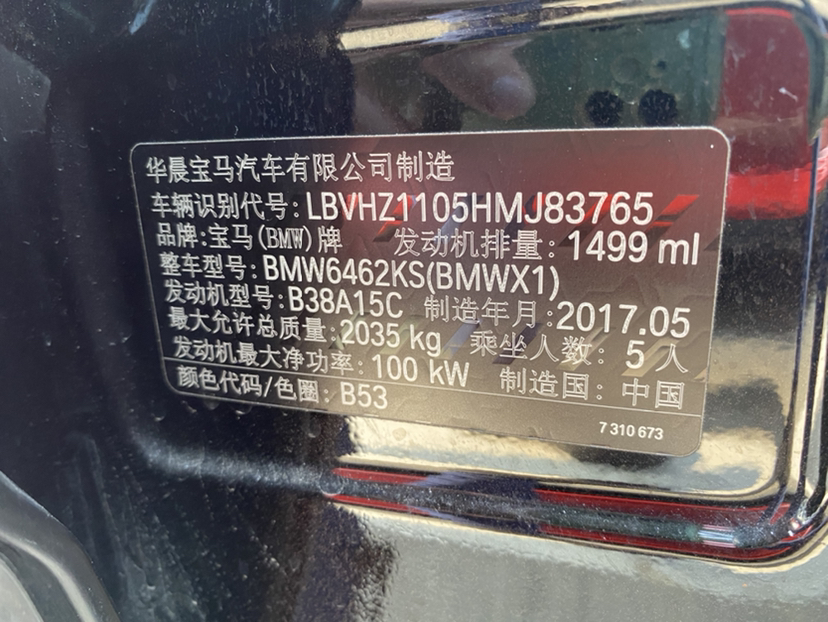 华晨宝马汽车有限公司制造
车辆识别代号:LBVHZ1105HMJ83765
品牌:宝马(BMW)牌 发动机排量:1499 ml
整车型号:BMW6462KS(BMWX1)
发动机型号:B38A15C 制造年月:2017.05
最大允许总质量:2035 kg 乘坐人数: 5人
发动机最大净功率:100 kW 制造国: 中国
颜色代码/色圈: B53
7 310 673